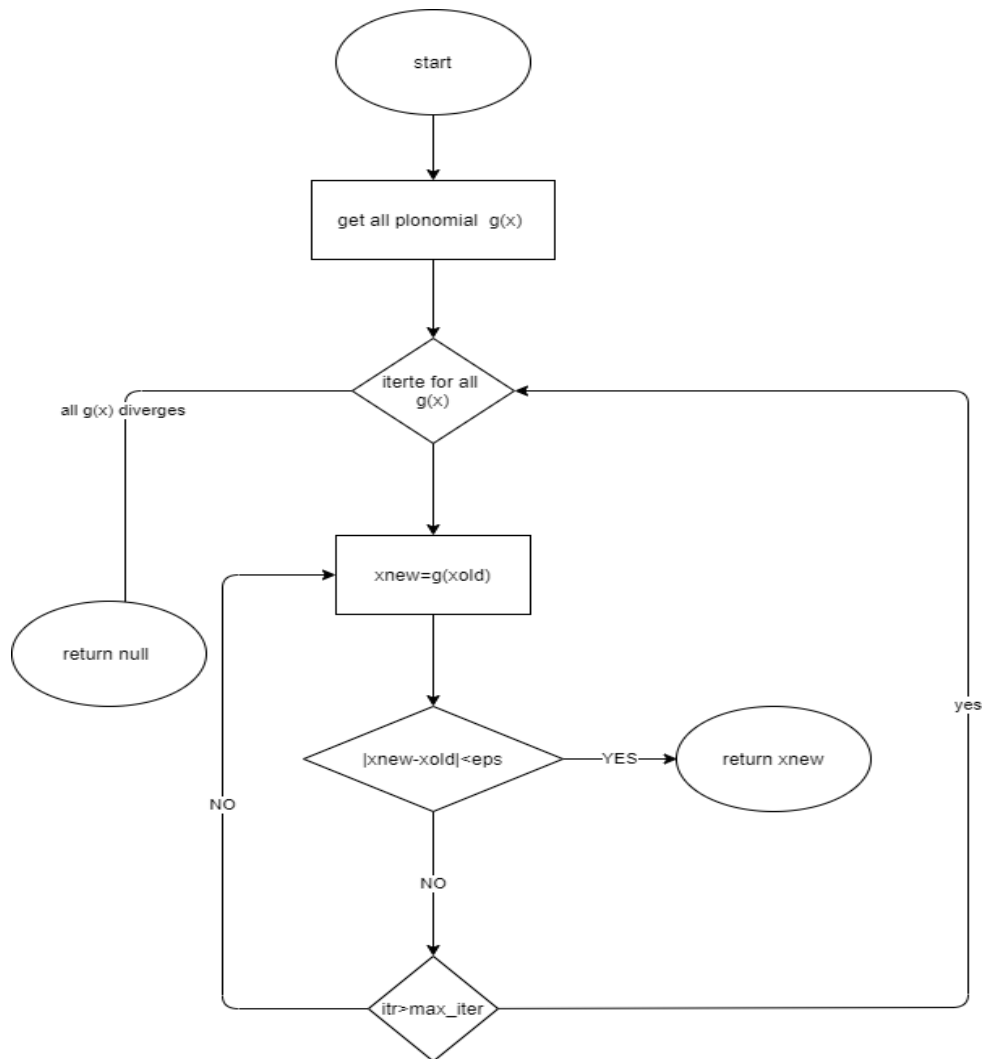 start
get all plonomial g(x)
iterte for all
g(x)
all g(x) diverges
xnew=g(xold)
return null
yes
|xnew-xold|<eps
YES
return xnew
NO
NO
itr>max_iter